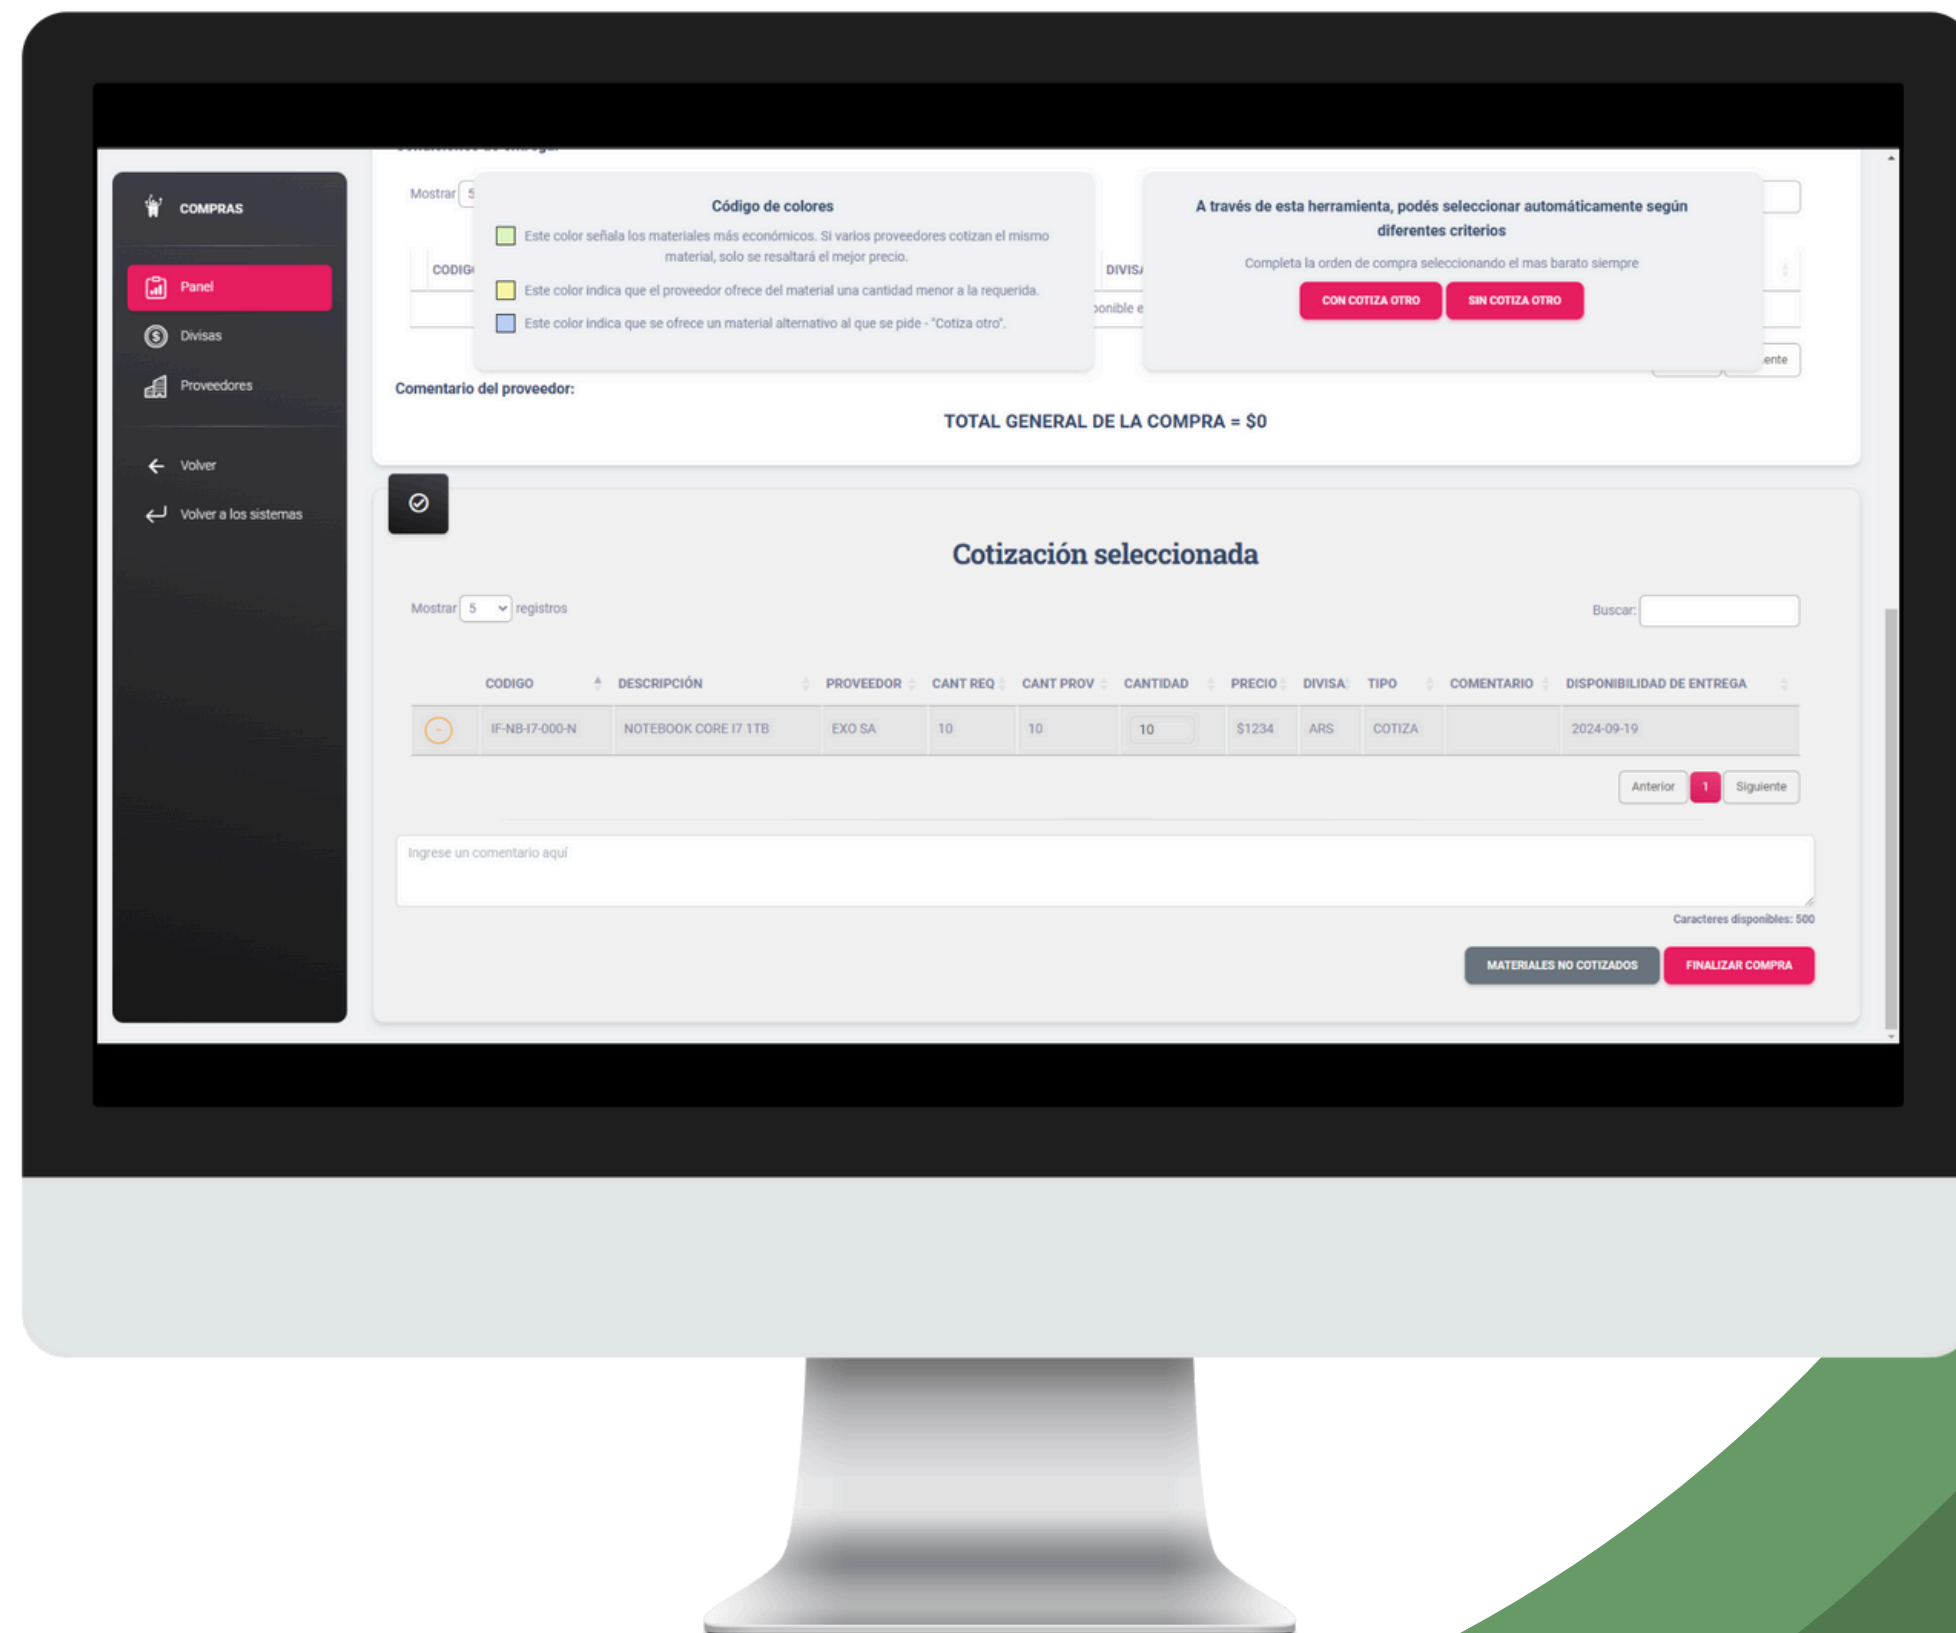 COMPRAS
Panel
Divisas
Proveedores
Volver
Volver a los sistemas
Mostrar 5
Código de colores
Este color señala los materiales más económicos. Si varios proveedores cotizan el mismo
material, solo se resaltará el mejor precio.
Este color indica que el proveedor ofrece del material una cantidad menor a la requerida.
Este color indica que se ofrece un material alternativo al que se pide - "Cotiza otro".
A través de esta herramienta, podés seleccionar automáticamente según
diferentes criterios
Completa la orden de compra seleccionando el mas barato siempre
CON COTIZA OTRO SIN COTIZA OTRO
Comentario del proveedor:
TOTAL GENERAL DE LA COMPRA = $0
Cotización seleccionada
Mostrar 5 registros
Buscar:
CODIGO DESCRIPCIÓN PROVEEDOR CANT REQ CANT PROV CANTIDAD PRECIO DIVISA TIPO COMENTARIO DISPONIBILIDAD DE ENTREGA
- IF-NB-I7-000-N NOTEBOOK CORE I7 1TB EXO SA 10 10 10 $1234 ARS COTIZA 2024-09-19
Anterior 1 Siguiente
Ingrese un comentario aquí
Caracteres disponibles: 500
MATERIALES NO COTIZADOS FINALIZAR COMPRA